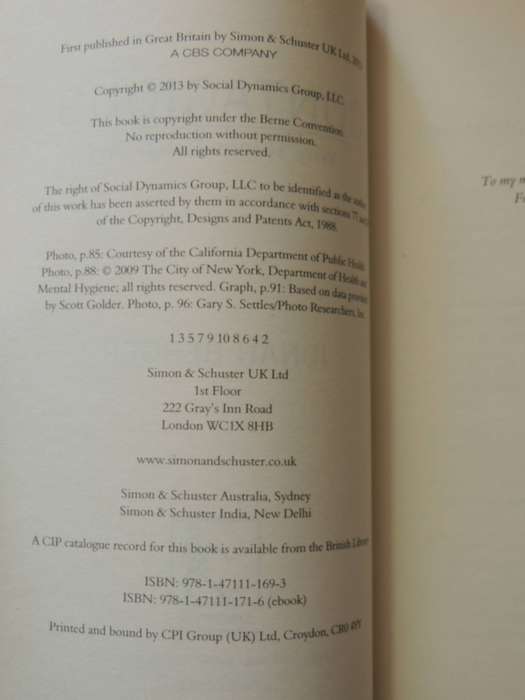 First published in Great Britain by Simon & Schuster UK Ltd,
A CBS COMPANY
Copyright © 2013 by Social Dynamics Group, LLC.
This book is copyright under the Berne Convention.
No reproduction without permission.
All rights reserved.
The right of Social Dynamics Group, LLC to be identified as the
of this work has been asserted by them in accordance with sections 77
of the Copyright, Designs and Patents Act, 1988.
Photo, p.85: Courtesy of the California Department of Public Health.
Photo, p.88: © 2009 The City of New York, Department of Health and
Mental Hygiene; all rights reserved. Graph, p.91: Based on data
by Scott Golder. Photo, p. 96: Gary S. Settles/Photo Researchers, Inc.
1 3 5 7 9 10 8 6 4 2
Simon & Schuster UK Ltd
1st Floor
222 Gray's Inn Road
London WC1X 8HB
www.simonandschuster.co.uk
Simon & Schuster Australia, Sydney
Simon & Schuster India, New Delhi
A CIP catalogue record for this book is available from the British
ISBN: 978-1-47111-169-3
ISBN: 978-1-47111-171-6 (ebook)
Printed and bound by CPI Group (UK) Ltd, Croydon, CR0 4YY
To my